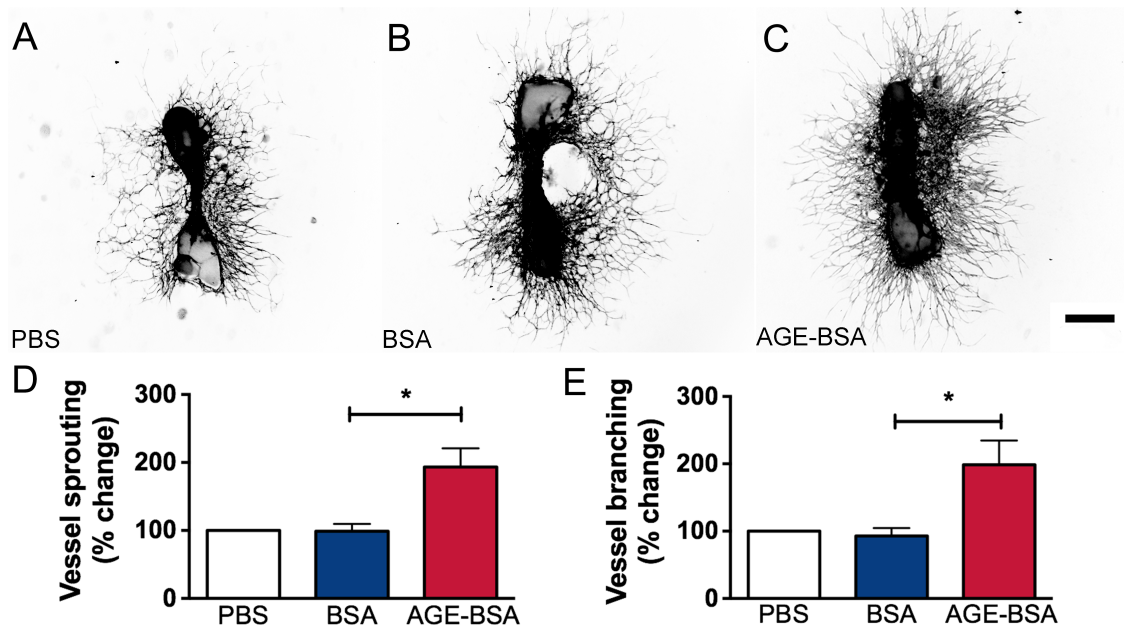 A
B
C
PBS
BSA
AGE-BSA
D
Vessel sprouting
(% change)
300
200
100
0
*
PBS
BSA
AGE-BSA
E
Vessel branching
(% change)
300
200
100
0
*
PBS
BSA
AGE-BSA